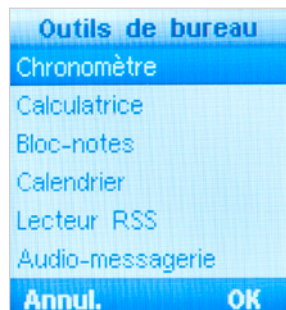 Outils de bureau
Chronomètre
Calculatrice
Bloc-notes
Calendrier
Lecteur RSS
Audio-messagerie
Annul. OK